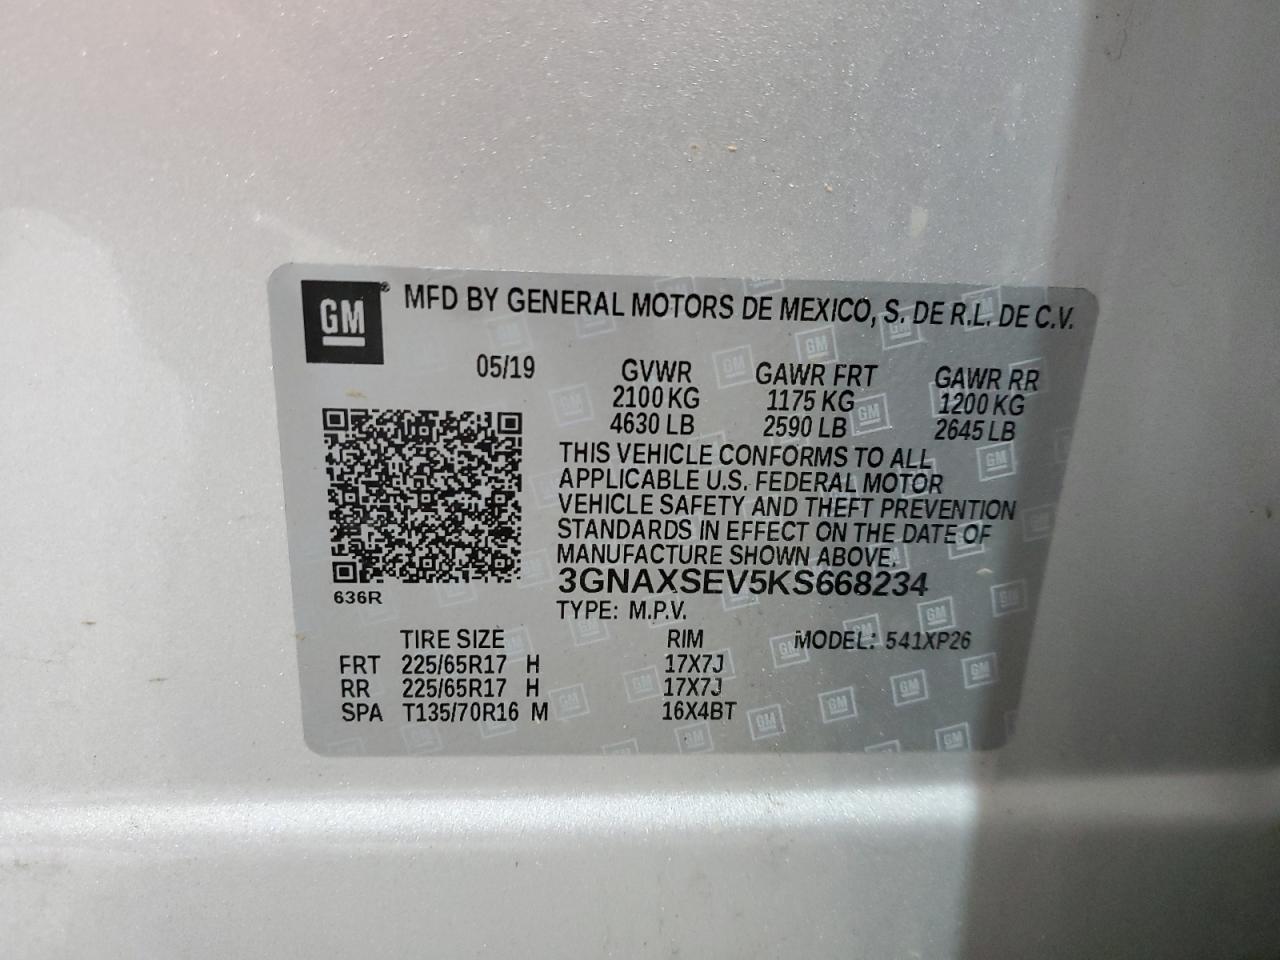 GM® MFD BY GENERAL MOTORS DE MEXICO, S. DE R.L. DE C.V.
05/19 GVWR GAWR FRT GAWR RR
2100 KG 1175 KG 1200 KG
4630 LB 2590 LB 2645 LB
THIS VEHICLE CONFORMS TO ALL
APPLICABLE U.S. FEDERAL MOTOR
VEHICLE SAFETY AND THEFT PREVENTION
STANDARDS IN EFFECT ON THE DATE OF
MANUFACTURE SHOWN ABOVE.
3GNAXSEV5KS668234
636R
TYPE: M.P.V.
TIRE SIZE RIM MODEL: 541XP26
FRT 225/65R17 H 17X7J
RR 225/65R17 H 17X7J
SPA T135/70R16 M 16X4BT